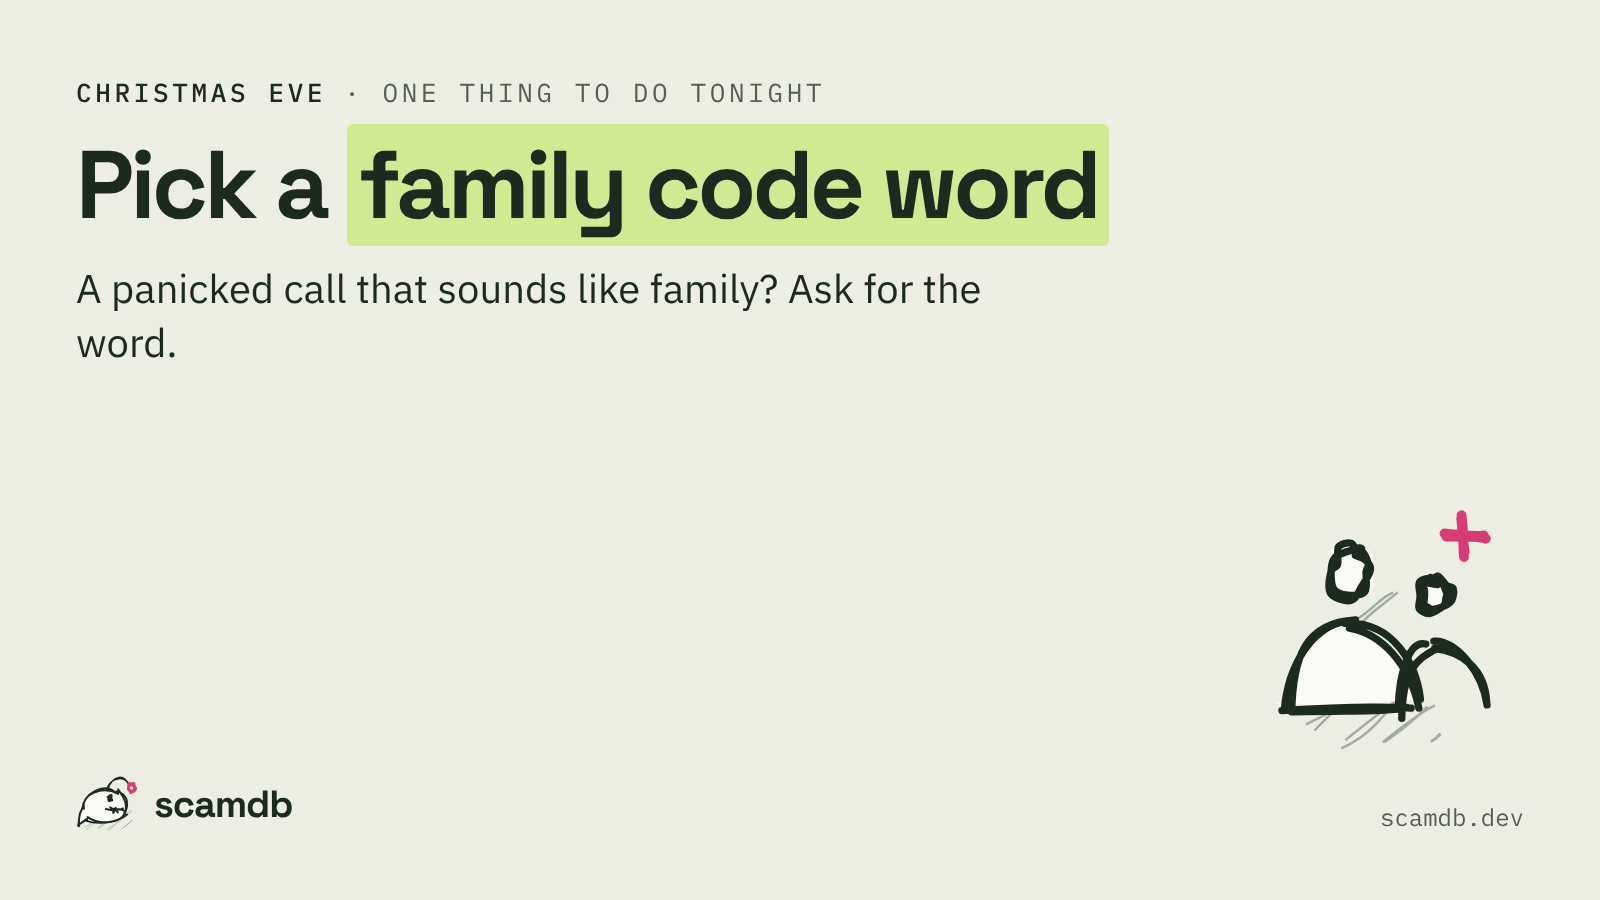 CHRISTMAS EVE · ONE THING TO DO TONIGHT
Pick a family code word
A panicked call that sounds like family? Ask for the
word.
scamdb
scamdb.dev